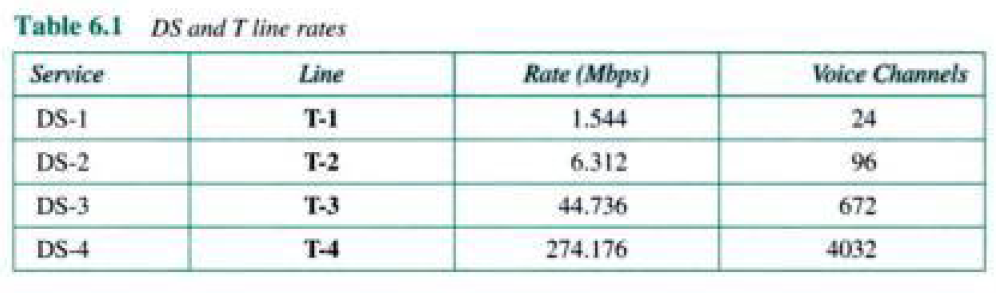 Table 6.1 DS and T line rates
Service Line Rate (Mbps) Voice Channels
DS-1 T-1 1.544 24
DS-2 T-2 6.312 96
DS-3 T-3 44.736 672
DS-4 T-4 274.176 4032